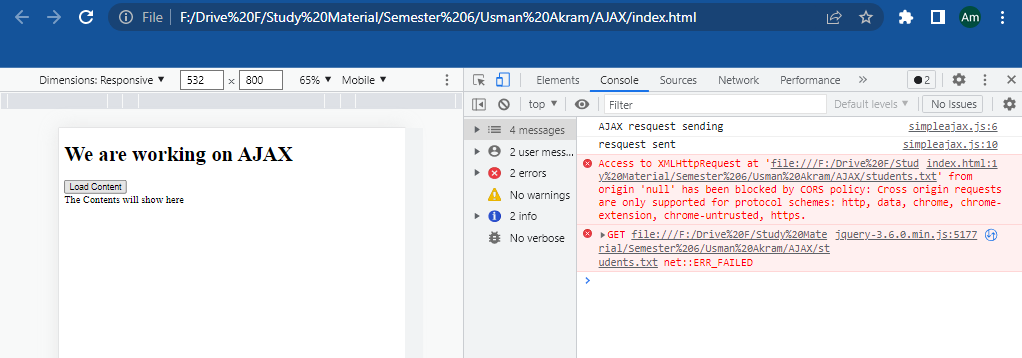 File F:/Drive%20F/Study%20Material/Semester%206/Usman%20Akram/AJAX/index.html Am
Dimensions: Responsive ▼ 532 × 800 65% ▼ Mobile ▼
Elements Console Sources Network Performance » 2
top ▼ Filter Default levels ▼ No Issues
We are working on AJAX
Load Content
The Contents will show here
4 messages
2 user mess...
2 errors
No warnings
2 info
No verbose
AJAX resquest sending simpleajax.js:6
resquest sent simpleajax.js:10
Access to XMLHttpRequest at 'file:///F:/Drive%20F/Stud index.html:1
y%20Material/Semester%206/Usman%20Akram/AJAX/students.txt' from
origin 'null' has been blocked by CORS policy: Cross origin requests
are only supported for protocol schemes: http, data, chrome, chrome-
extension, chrome-untrusted, https.
▶GET file:///F:/Drive%20F/Study%20Mate jquery-3.6.0.min.js:5177
rial/Semester%206/Usman%20Akram/AJAX/st
udents.txt net::ERR_FAILED